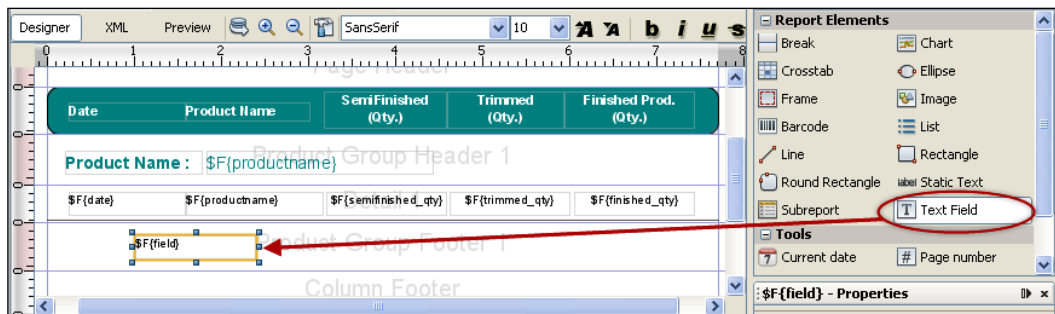 Designer XML Preview SansSerif 10 A A b i u s
0 1 2 3 4 5 6 7 8
Page Header
Date Product Name SemiFinished (Qty.) Trimmed (Qty.) Finished Prod. (Qty.)
Product Group Header 1
Product Name : $F{productname}
Detail 1
$F{date} $F{productname} $F{semifinished_qty} $F{trimmed_qty} $F{finished_qty}
Product Group Footer 1
$F{field}
Column Footer
Report Elements
Break Chart
Crosstab Ellipse
Frame Image
Barcode List
Line Rectangle
Round Rectangle label Static Text
Subreport T Text Field
Tools
7 Current date # Page number
$F{field} - Properties